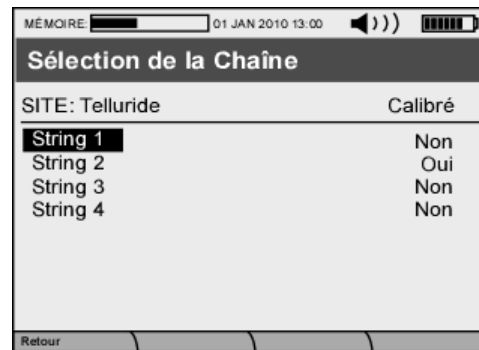 MÉMOIRE: 01 JAN 2010 13:00
Sélection de la Chaîne
SITE: Telluride Calibré
String 1 Non
String 2 Oui
String 3 Non
String 4 Non
Retour